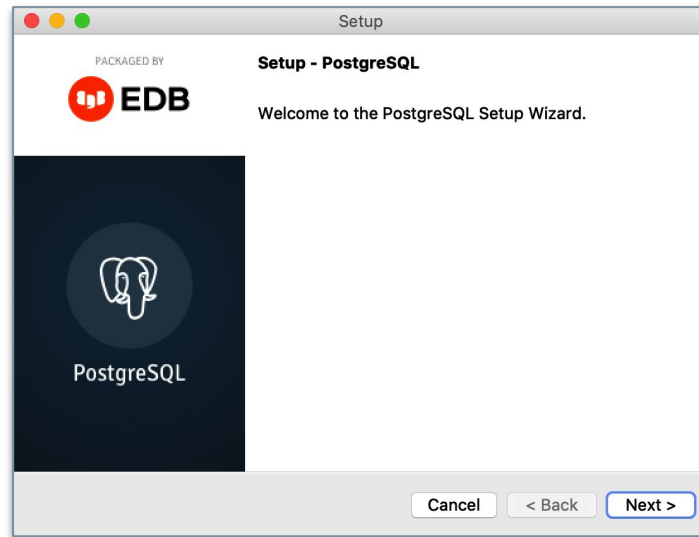 Setup
PACKAGED BY
EDB
Setup - PostgreSQL
Welcome to the PostgreSQL Setup Wizard.
PostgreSQL
Cancel
< Back
Next >